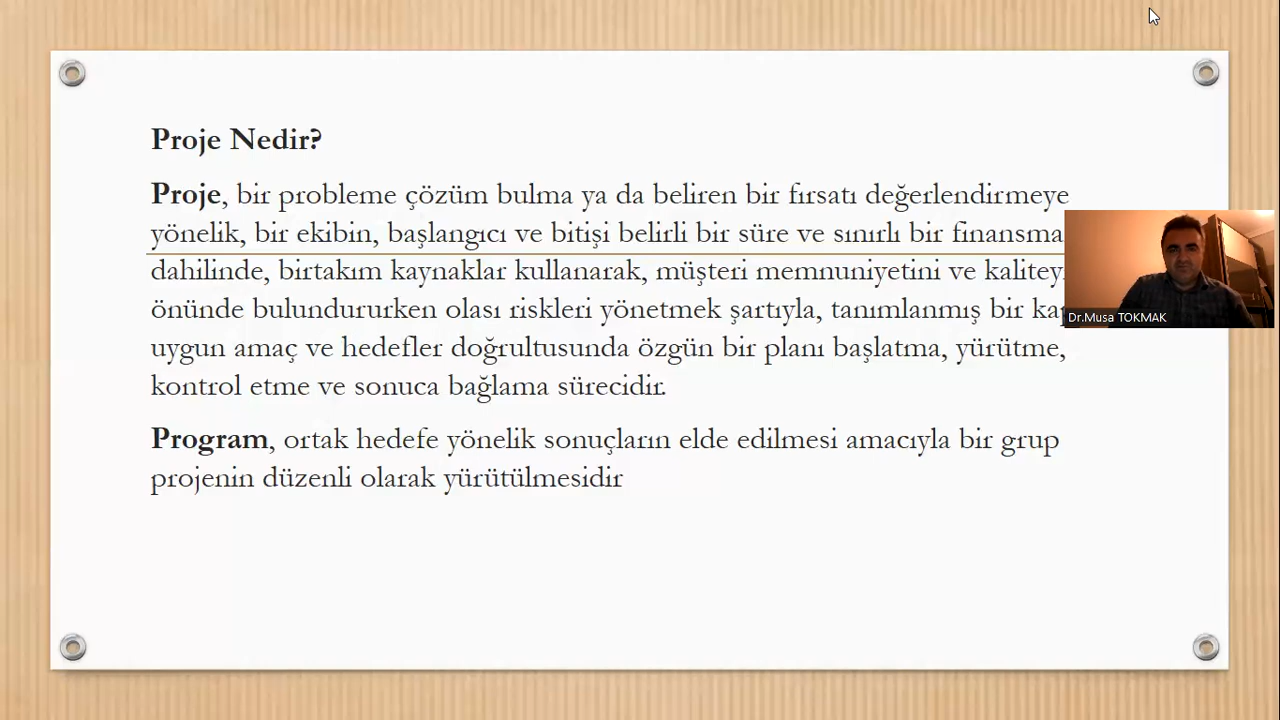 Proje Nedir?
Proje, bir probleme çözüm bulma ya da beliren bir fırsatı değerlendirmeye
yönelik, bir ekibin, başlangıcı ve bitişi belirli bir süre ve sınırlı bir
dahilinde, birtakım kaynaklar kullanarak, müşteri memnuniyetini ve
önünde bulundururken olası riskleri yönetmek şartıyla, tanımlanmış bir
uygun amaç ve hedefler doğrultusunda özgün bir planı başlatma, yürütme,
kontrol etme ve sonuca bağlama sürecidir.
Program, ortak hedefe yönelik sonuçların elde edilmesi amacıyla bir grup
projenin düzenli olarak yürütülmesidir
Dr.Musa TOKMAK